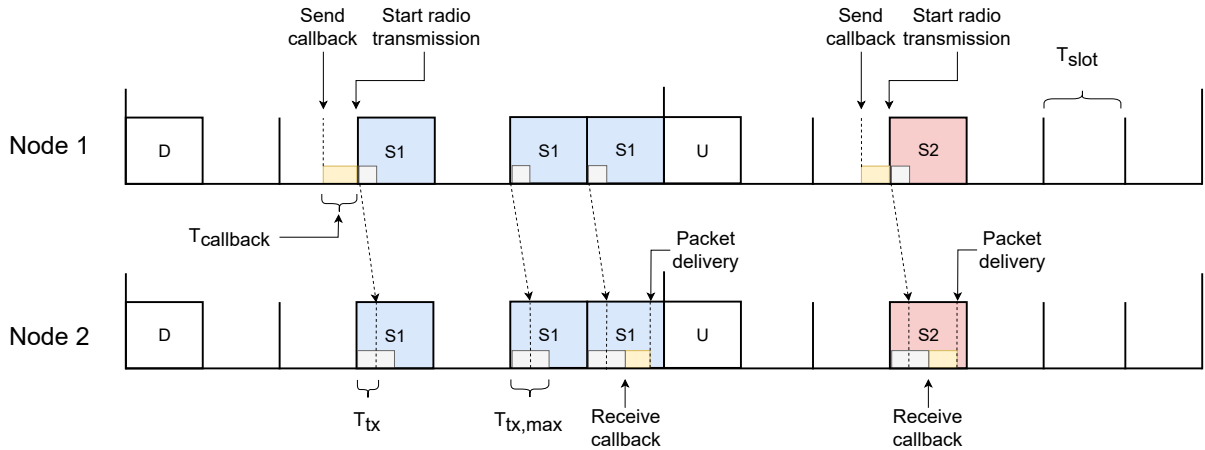 Send
callback
Start radio
transmission
Send
callback
Start radio
transmission
Tslot
Node 1
D
S1
S1
S1
U
S2
Tcallback
Packet
delivery
Packet
delivery
Node 2
D
S1
S1
S1
U
S2
Ttx
Ttx,max
Receive
callback
Receive
callback